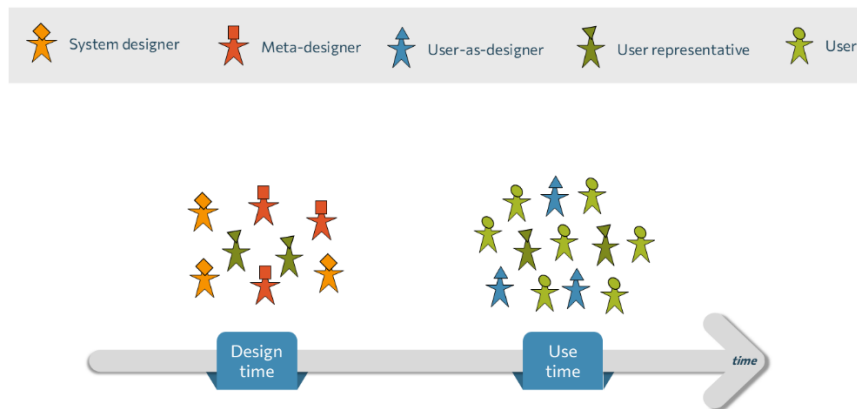 System designer
Meta-designer
User-as-designer
User representative
User
Design
time
Use
time
time